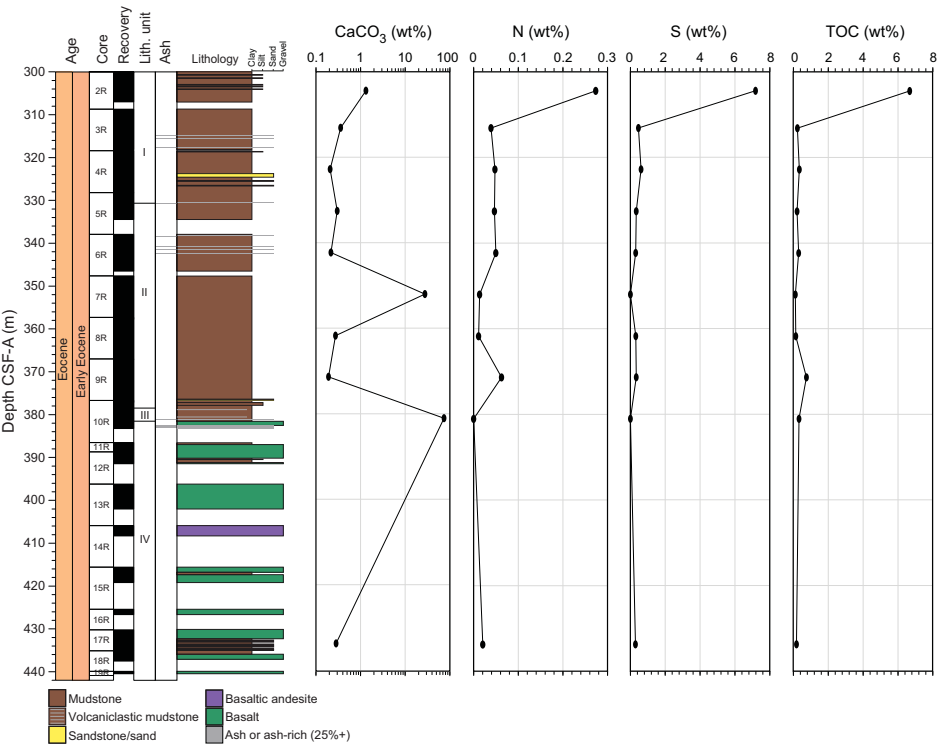 Age
Core
Recovery
Lith. unit
Ash
Lithology
Clay
Silt
Sand
Gravel
CaCO3 (wt%)
N (wt%)
S (wt%)
TOC (wt%)
0.1 1 10 100
0 0.1 0.2 0.3
0 2 4 6 8
0 2 4 6 8
Depth CSF-A (m)
300
310
320
330
340
350
360
370
380
390
400
410
420
430
440
Eocene
Early Eocene
2R
3R
4R
5R
6R
7R
8R
9R
10R
11R
12R
13R
14R
15R
16R
17R
18R
19R
I
II
III
IV
Mudstone
Volcaniclastic mudstone
Sandstone/sand
Basaltic andesite
Basalt
Ash or ash-rich (25%+)